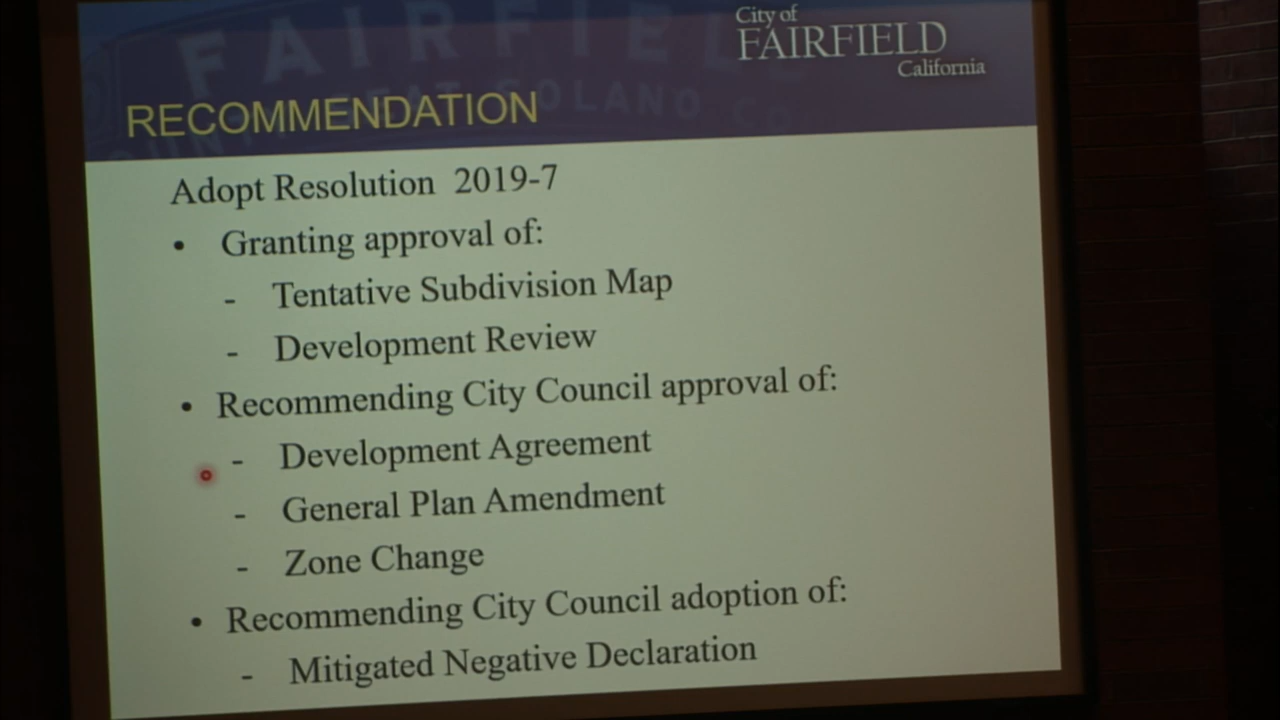 City of
FAIRFIELD
California
FAIRFIEL
RECOMMENDATION
Adopt Resolution 2019-7
• Granting approval of:
- Tentative Subdivision Map
- Development Review
• Recommending City Council approval of:
- Development Agreement
- General Plan Amendment
- Zone Change
• Recommending City Council adoption of:
- Mitigated Negative Declaration